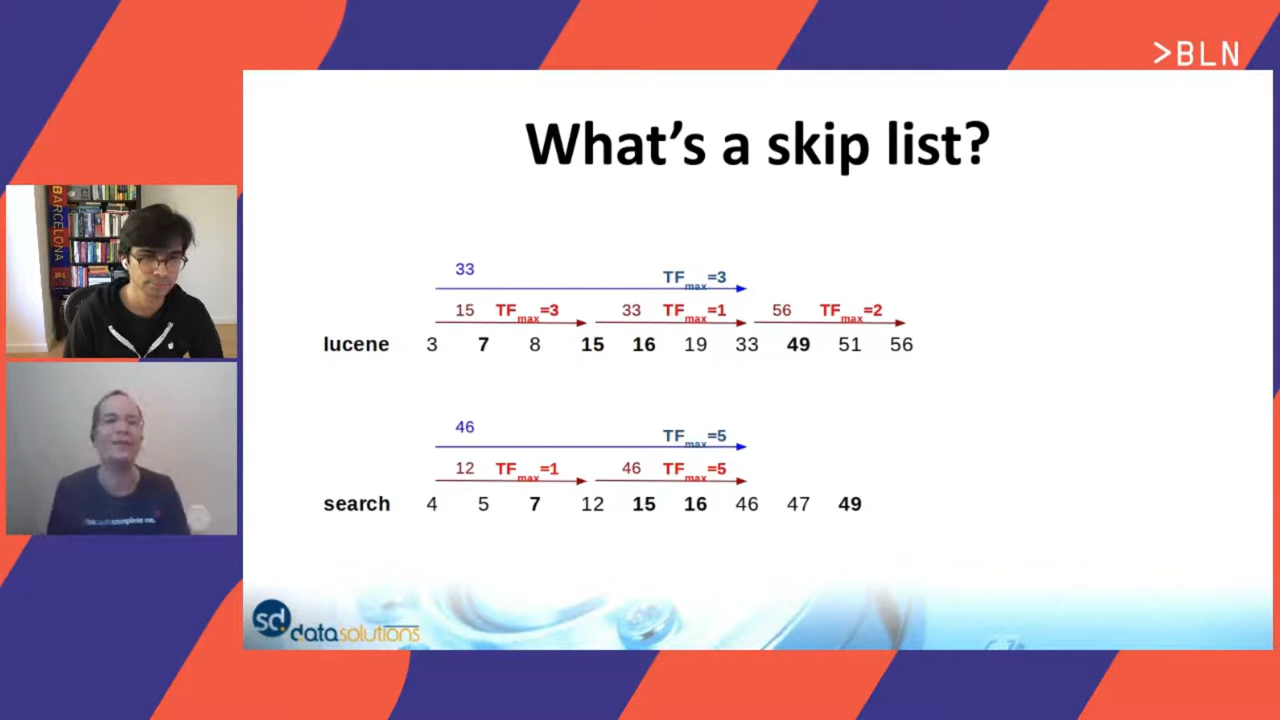 >BLN
What's a skip list?
BARCELONA
33 TFmax=3
15 TFmax=3 33 TFmax=1 56 TFmax=2
lucene 3 7 8 15 16 19 33 49 51 56
46 TFmax=5
12 TFmax=1 46 TFmax=5
search 4 5 7 12 15 16 46 47 49
sd.
datasolutions